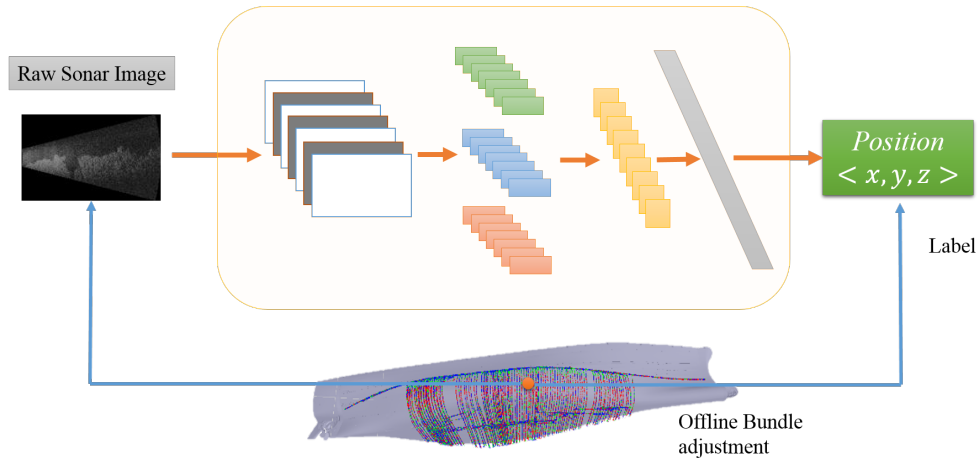 Raw Sonar Image
Position
< x, y, z >
Label
Offline Bundle
adjustment